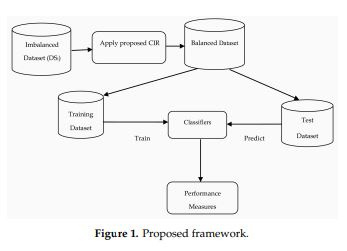 Imbalanced
Dataset (DS)
Apply proposed CIR
Balanced Dataset
Training
Dataset
Train
Classifiers
Predict
Test
Dataset
Performance
Measures
Figure 1. Proposed framework.